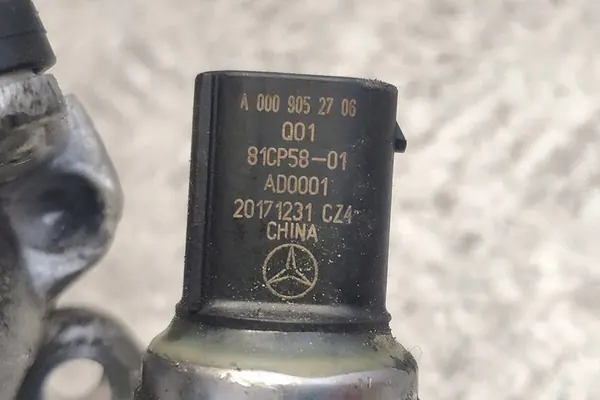 A 000 905 27 06
Q01
81CP58-01
AD0001
20171231 CZ4
CHINA